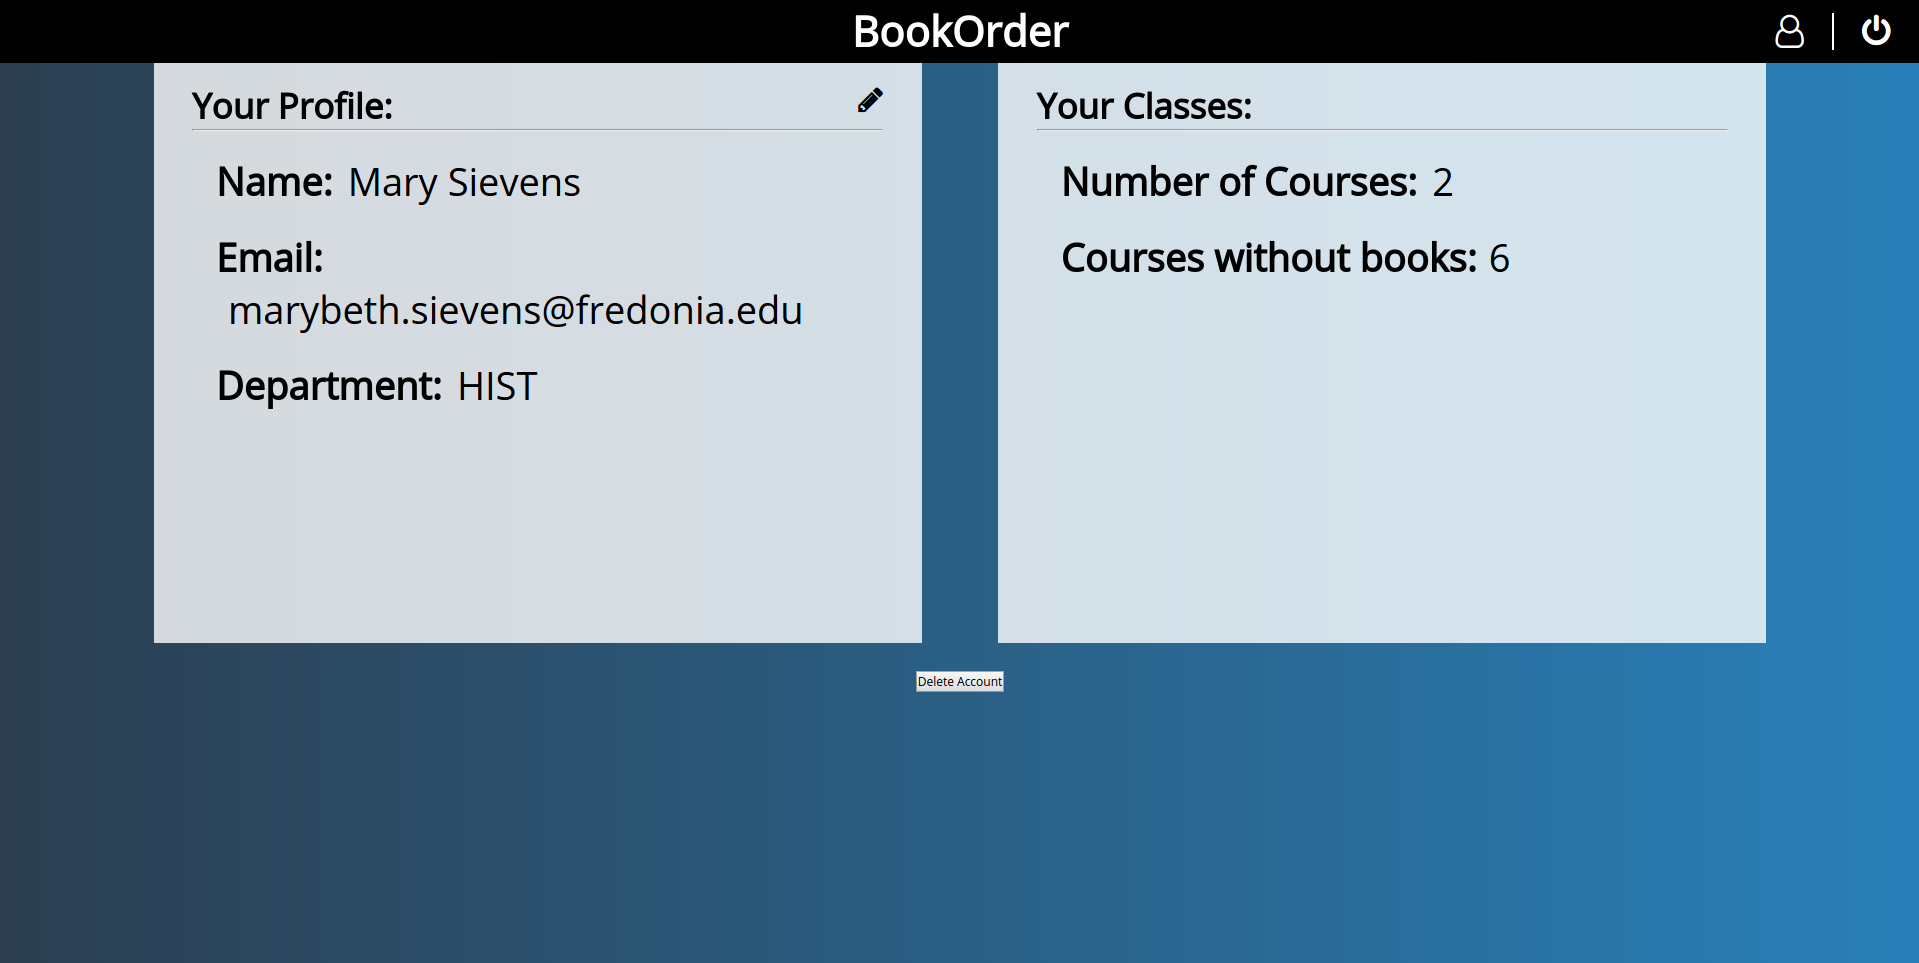 BookOrder
Your Profile:
Name: Mary Sievens
Email:
marybeth.sievens@fredonia.edu
Department: HIST
Your Classes:
Number of Courses: 2
Courses without books: 6
Delete Account